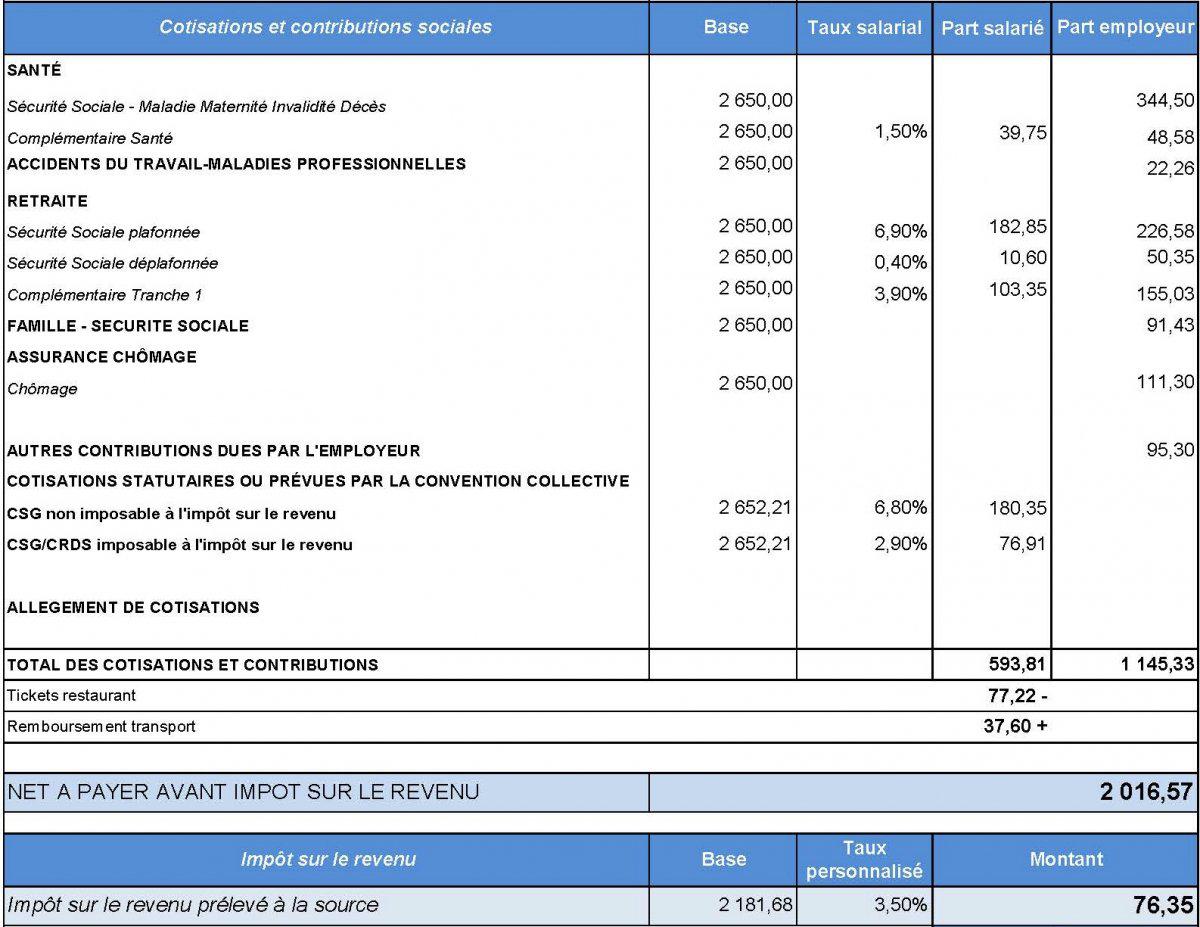 Cotisations et contributions sociales Base Taux salarial Part salarié Part employeur
SANTÉ
Sécurité Sociale - Maladie Maternité Invalidité Décès 2 650,00 344,50
Complémentaire Santé 2 650,00 1,50% 39,75 48,58
ACCIDENTS DU TRAVAIL-MALADIES PROFESSIONNELLES 2 650,00 22,26
RETRAITE
Sécurité Sociale plafonnée 2 650,00 6,90% 182,85 226,58
Sécurité Sociale déplafonnée 2 650,00 0,40% 10,60 50,35
Complémentaire Tranche 1 2 650,00 3,90% 103,35 155,03
FAMILLE - SECURITE SOCIALE 2 650,00 91,43
ASSURANCE CHÔMAGE
Chômage 2 650,00 111,30
AUTRES CONTRIBUTIONS DUES PAR L'EMPLOYEUR 95,30
COTISATIONS STATUTAIRES OU PRÉVUES PAR LA CONVENTION COLLECTIVE
CSG non imposable à l'impôt sur le revenu 2 652,21 6,80% 180,35
CSG/CRDS imposable à l'impôt sur le revenu 2 652,21 2,90% 76,91
ALLEGEMENT DE COTISATIONS
TOTAL DES COTISATIONS ET CONTRIBUTIONS 593,81 1 145,33
Tickets restaurant 77,22 -
Remboursement transport 37,60 +
NET A PAYER AVANT IMPOT SUR LE REVENU 2 016,57
Impôt sur le revenu Base Taux personnalisé Montant
Impôt sur le revenu prélevé à la source 2 181,68 3,50% 76,35